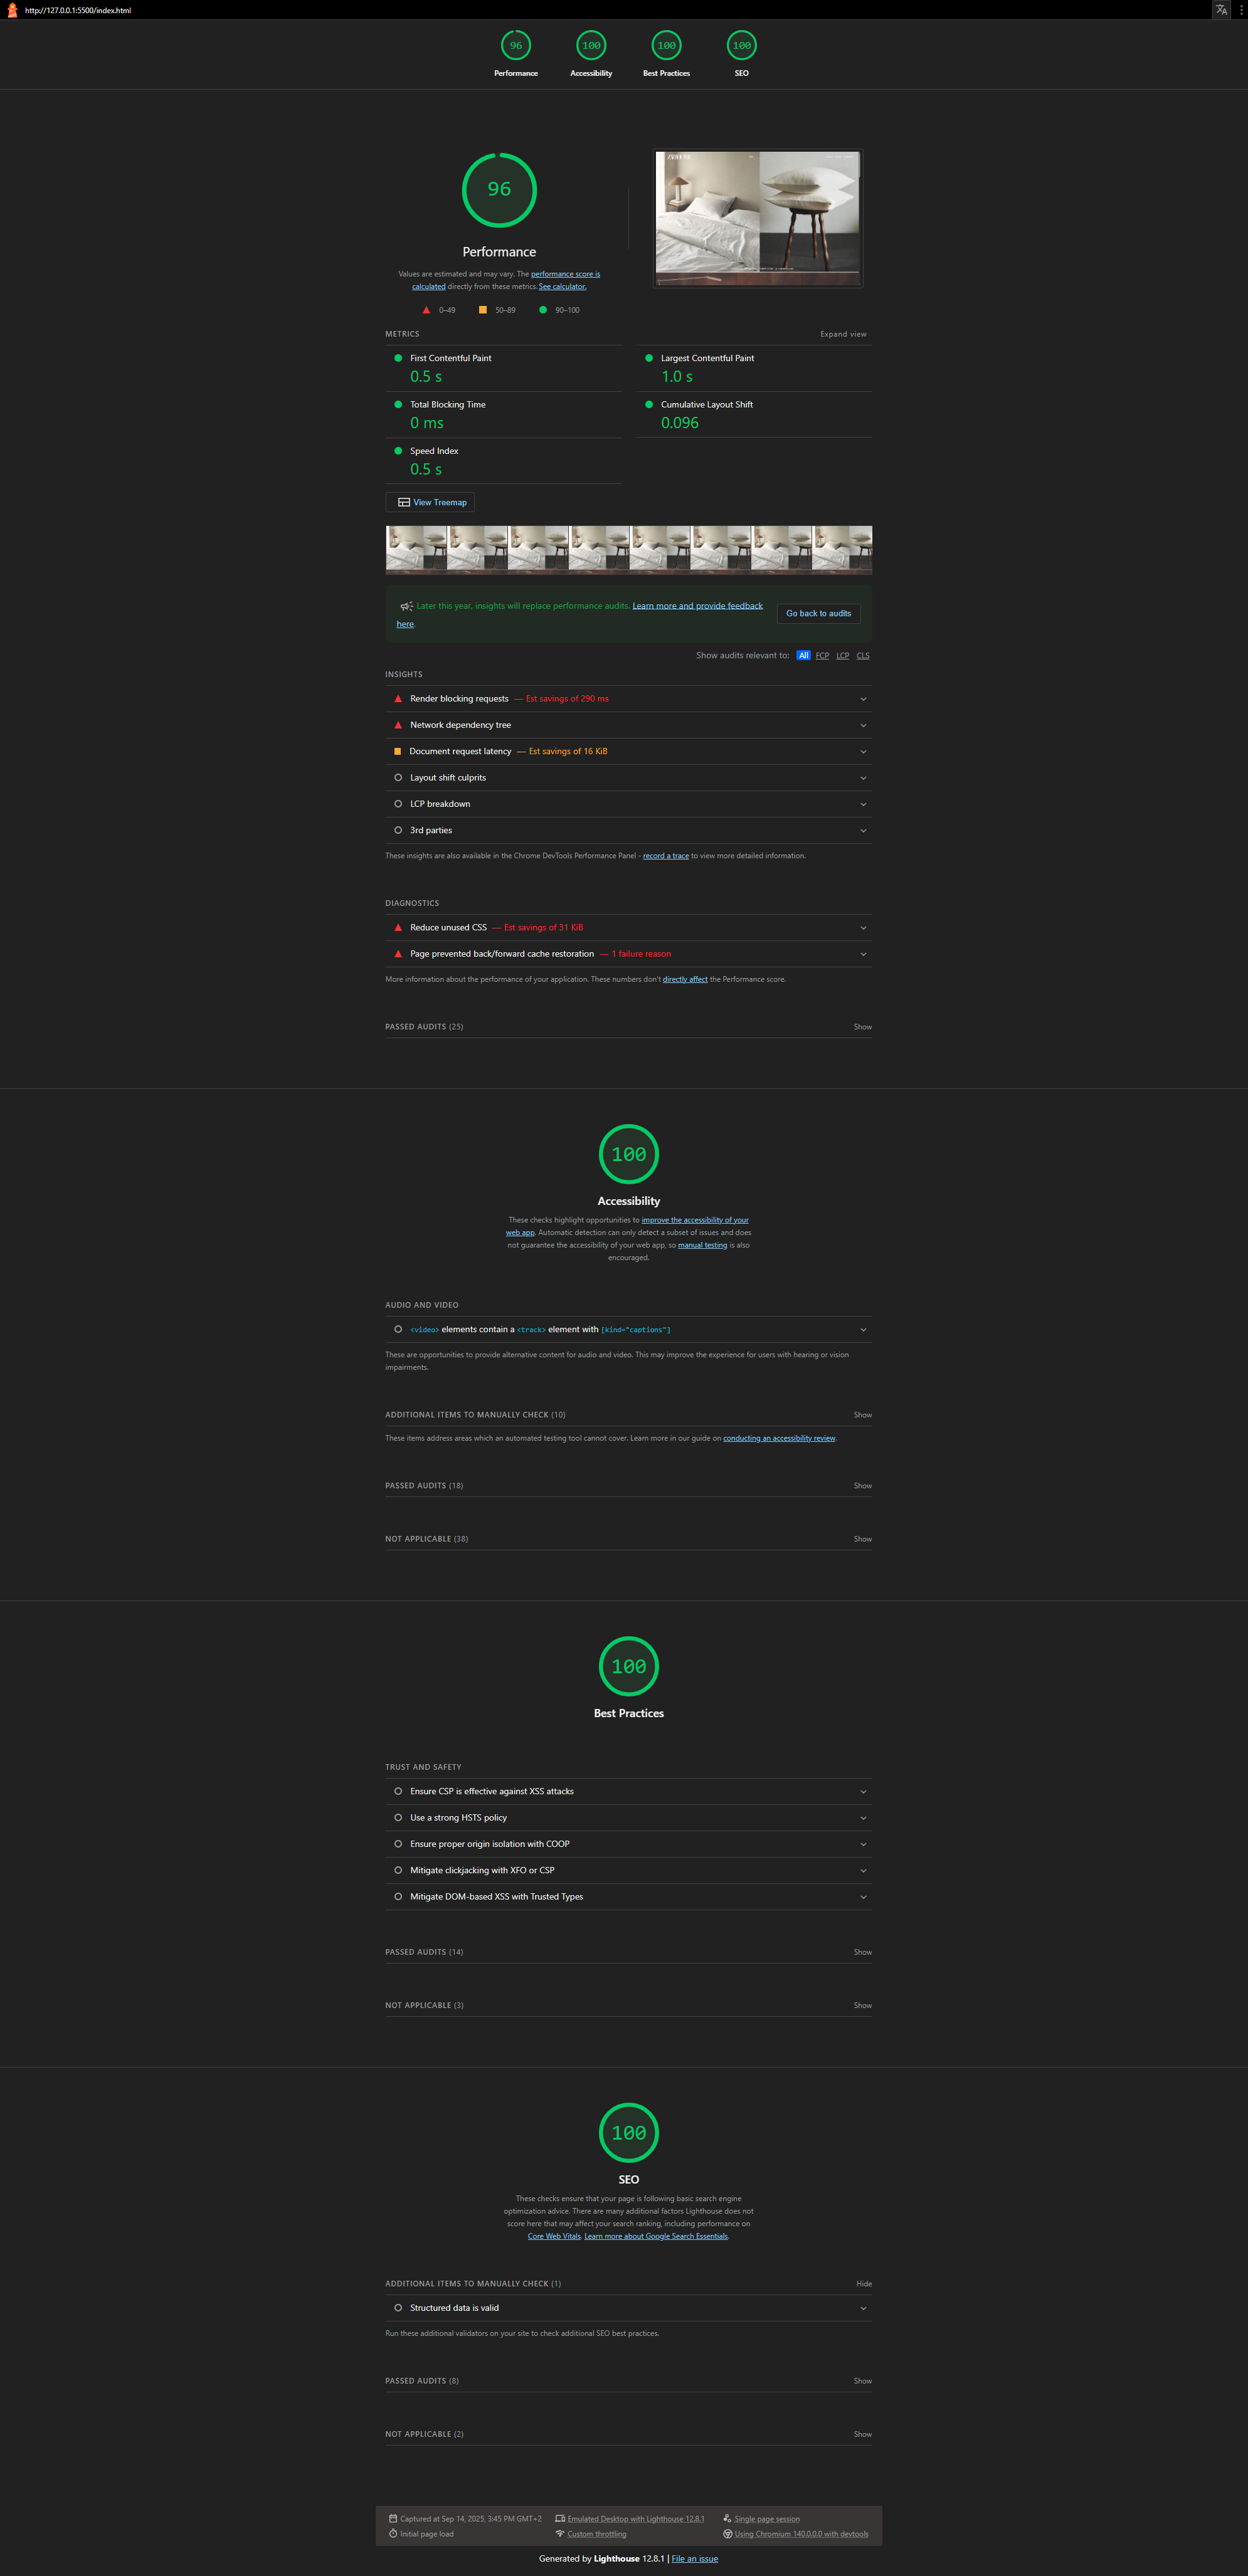 http://127.0.0.1:5500/index.html
96
100
100
100
Performance
Accessibility
Best Practices
SEO
96
Performance
Values are estimated and may vary. The performance score is
calculated directly from these metrics. See calculator.
0–49
50–89
90–100
METRICS
Expand view
First Contentful Paint
0.5 s
Largest Contentful Paint
1.0 s
Total Blocking Time
0 ms
Cumulative Layout Shift
0.096
Speed Index
0.5 s
View Treemap
Later this year, insights will replace performance audits. Learn more and provide feedback
here.
Go back to audits
Show audits relevant to: All FCP LCP CLS
INSIGHTS
Render blocking requests — Est savings of 290 ms
Network dependency tree
Document request latency — Est savings of 16 KiB
Layout shift culprits
LCP breakdown
3rd parties
These insights are also available in the Chrome DevTools Performance Panel - record a trace to view more detailed information.
DIAGNOSTICS
Reduce unused CSS — Est savings of 31 KiB
Page prevented back/forward cache restoration — 1 failure reason
More information about the performance of your application. These numbers don't directly affect the Performance score.
PASSED AUDITS (25)
Show
100
Accessibility
These checks highlight opportunities to improve the accessibility of your
web app. Automatic detection can only detect a subset of issues and does
not guarantee the accessibility of your web app, so manual testing is also
encouraged.
AUDIO AND VIDEO
<video> elements contain a <track> element with [kind="captions"]
These are opportunities to provide alternative content for audio and video. This may improve the experience for users with hearing or vision
impairments.
ADDITIONAL ITEMS TO MANUALLY CHECK (10)
Show
These items address areas which an automated testing tool cannot cover. Learn more in our guide on conducting an accessibility review.
PASSED AUDITS (18)
Show
NOT APPLICABLE (38)
Show
100
Best Practices
TRUST AND SAFETY
Ensure CSP is effective against XSS attacks
Use a strong HSTS policy
Ensure proper origin isolation with COOP
Mitigate clickjacking with XFO or CSP
Mitigate DOM-based XSS with Trusted Types
PASSED AUDITS (14)
Show
NOT APPLICABLE (3)
Show
100
SEO
These checks ensure that your page is following basic search engine
optimization advice. There are many additional factors Lighthouse does not
score here that may affect your search ranking, including performance on
Core Web Vitals. Learn more about Google Search Essentials.
ADDITIONAL ITEMS TO MANUALLY CHECK (1)
Hide
Structured data is valid
Run these additional validators on your site to check additional SEO best practices.
PASSED AUDITS (8)
Show
NOT APPLICABLE (2)
Show
Captured at Sep 14, 2025, 3:45 PM GMT+2
Emulated Desktop with Lighthouse 12.8.1
Single page session
Initial page load
Custom throttling
Using Chromium 140.0.0.0 with devtools
Generated by Lighthouse 12.8.1 | File an issue